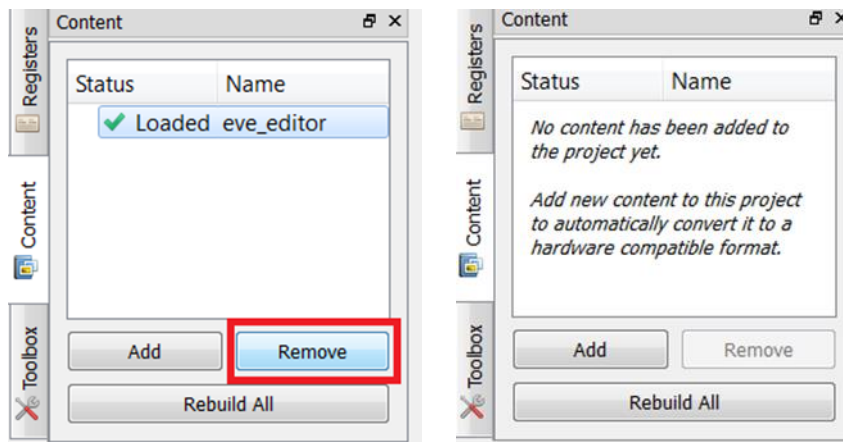 Content
Registers
Content
Toolbox
Status Name
Loaded eve_editor
Add Remove
Rebuild All
Content
Registers
Content
Toolbox
Status Name
No content has been added to
the project yet.
Add new content to this project
to automatically convert it to a
hardware compatible format.
Add Remove
Rebuild All